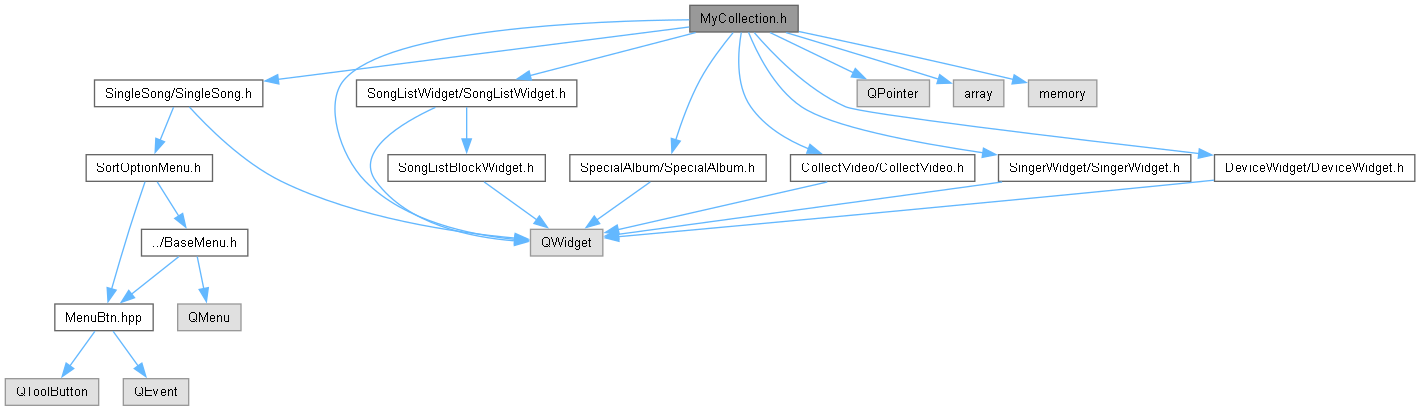 MyCollection.h
SingleSong/SingleSong.h
SongListWidget/SongListWidget.h
QPointer
array
memory
SortOptionMenu.h
SongListBlockWidget.h
SpecialAlbum/SpecialAlbum.h
CollectVideo/CollectVideo.h
SingerWidget/SingerWidget.h
DeviceWidget/DeviceWidget.h
../BaseMenu.h
QWidget
MenuBtn.hpp
QMenu
QToolButton
QEvent